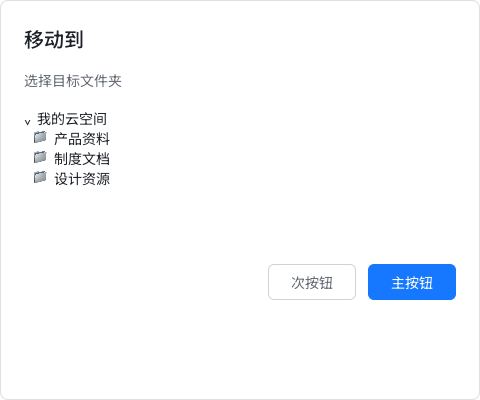 移动到
选择目标文件夹
我的云空间
产品资料
制度文档
设计资源
次按钮 主按钮